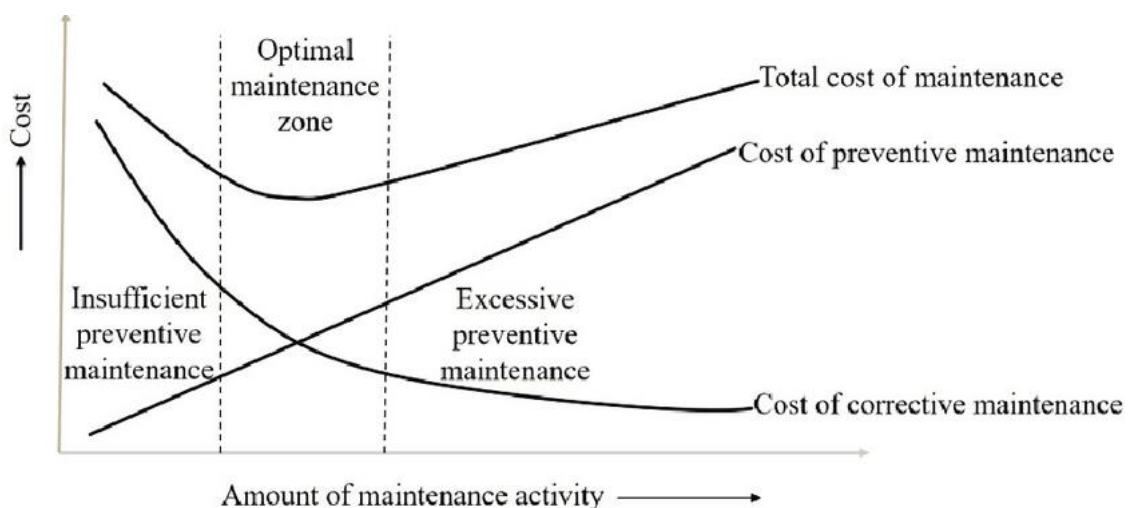 Optimal
maintenance
zone
Total cost of maintenance
Cost of preventive maintenance
Cost
Insufficient
preventive
maintenance
Excessive
preventive
maintenance
Cost of corrective maintenance
Amount of maintenance activity